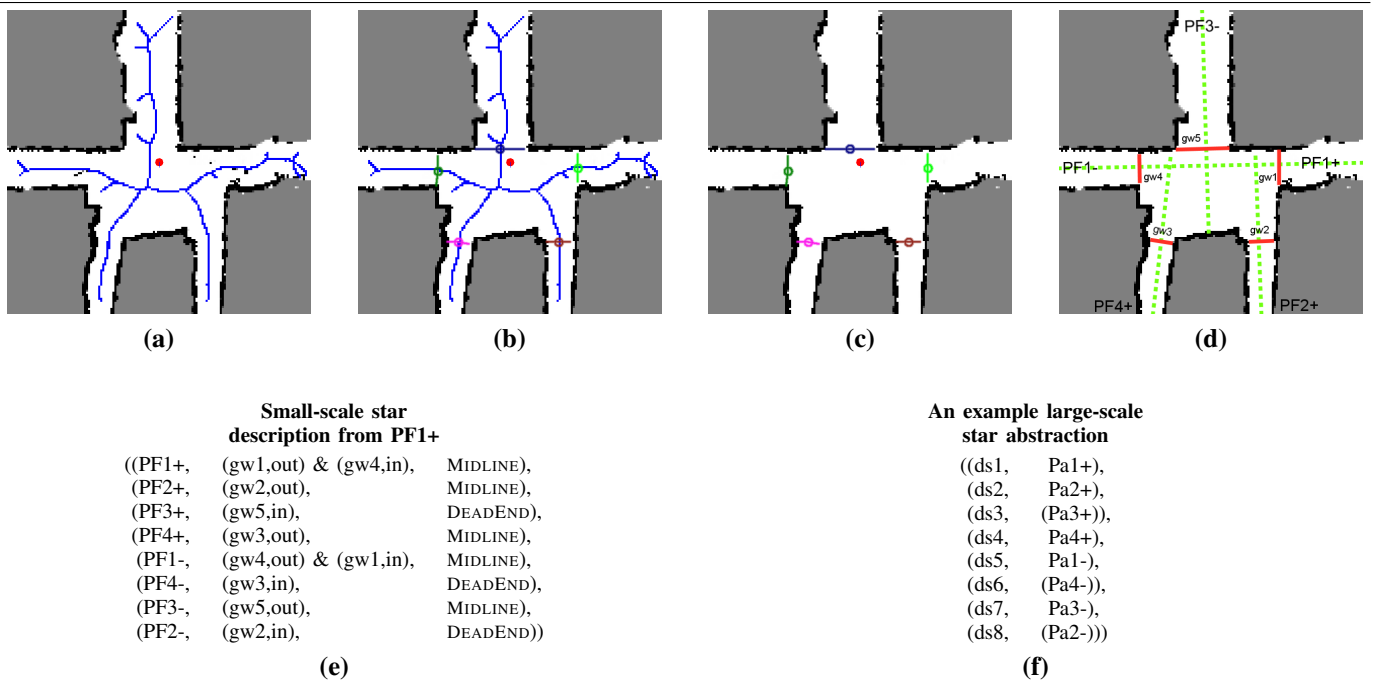 PF3-
gw5
PF1-
PF1+
gw4
gw1
gw3
gw2
PF4+
PF2+
(a)
(b)
(c)
(d)
Small-scale star
description from PF1+
((PF1+, (gw1,out) & (gw4,in), MIDLINE),
(PF2+, (gw2,out), MIDLINE),
(PF3+, (gw5,in), DEADEND),
(PF4+, (gw3,out), MIDLINE),
(PF1-, (gw4,out) & (gw1,in), MIDLINE),
(PF4-, (gw3,in), DEADEND),
(PF3-, (gw5,out), MIDLINE),
(PF2-, (gw2,in), DEADEND))
(e)
An example large-scale
star abstraction
((ds1, Pa1+),
(ds2, Pa2+),
(ds3, (Pa3+)),
(ds4, Pa4+),
(ds5, Pa1-),
(ds6, (Pa4-)),
(ds7, Pa3-),
(ds8, (Pa2-)))
(f)